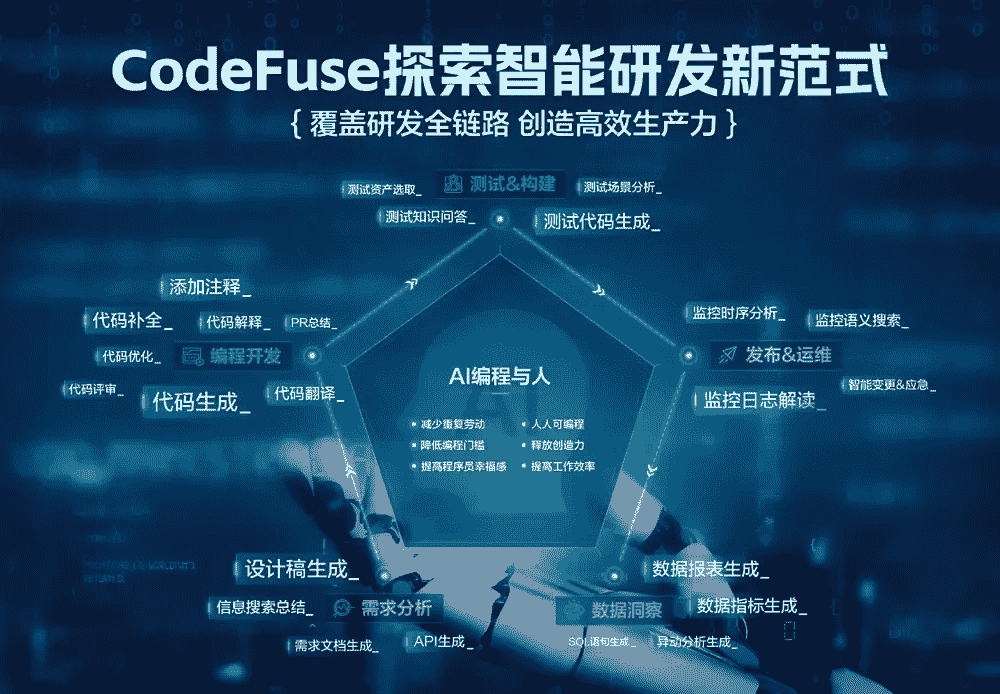 CodeFuse探索智能研发新范式
{ 覆盖研发全链路 创造高效生产力 }
测试资产选取_
测试&构建
测试场景分析_
测试知识问答_
测试代码生成_
添加注释_
代码补全_
代码解释_
PR总结_
代码优化_
编程开发
代码评审_
代码生成_
代码翻译_
监控时序分析_
监控语义搜索_
发布&运维
智能变更&应急_
监控日志解读_
AI编程与人
减少重复劳动
人人可编程
降低编程门槛
释放创造力
提高程序员幸福感
提高工作效率
设计稿生成_
信息搜索总结_
需求分析
需求文档生成_
API生成_
数据报表生成_
数据洞察
数据指标生成_
SQL语句生成_
异动分析生成_